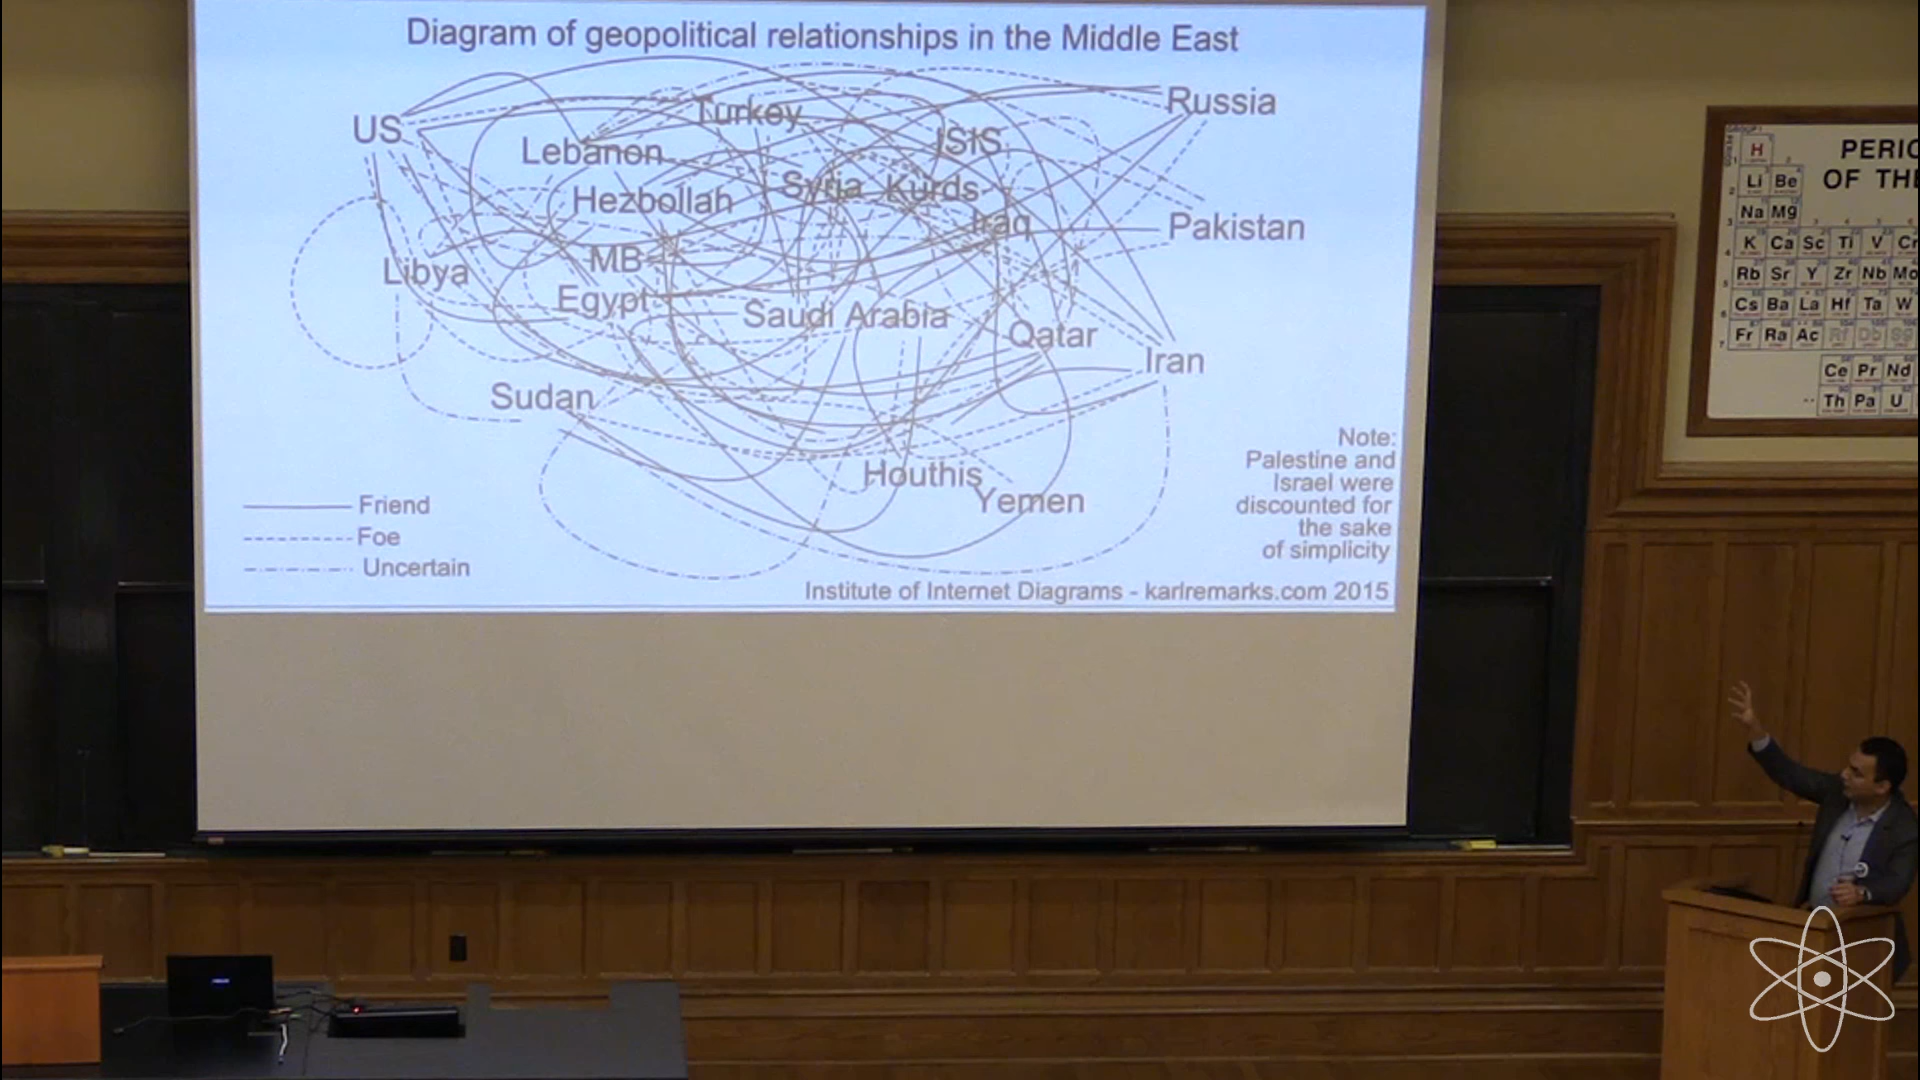 Diagram of geopolitical relationships in the Middle East
US
Turkey
Russia
Lebanon
ISIS
Hezbollah
Syria
Kurds
Iraq
Pakistan
MB
Libya
Egypt
Saudi Arabia
Qatar
Iran
Sudan
Houthis
Yemen
Friend
Foe
Uncertain
Note:
Palestine and
Israel were
discounted for
the sake
of simplicity
Institute of Internet Diagrams - karlremarks.com 2015
PERIO
OF THE
H
Li Be
Na Mg
K Ca Sc Ti V Cr
Rb Sr Y Zr Nb Mo
Cs Ba La Hf Ta W
Fr Ra Ac Rf Db Sg
Ce Pr Nd
Th Pa U